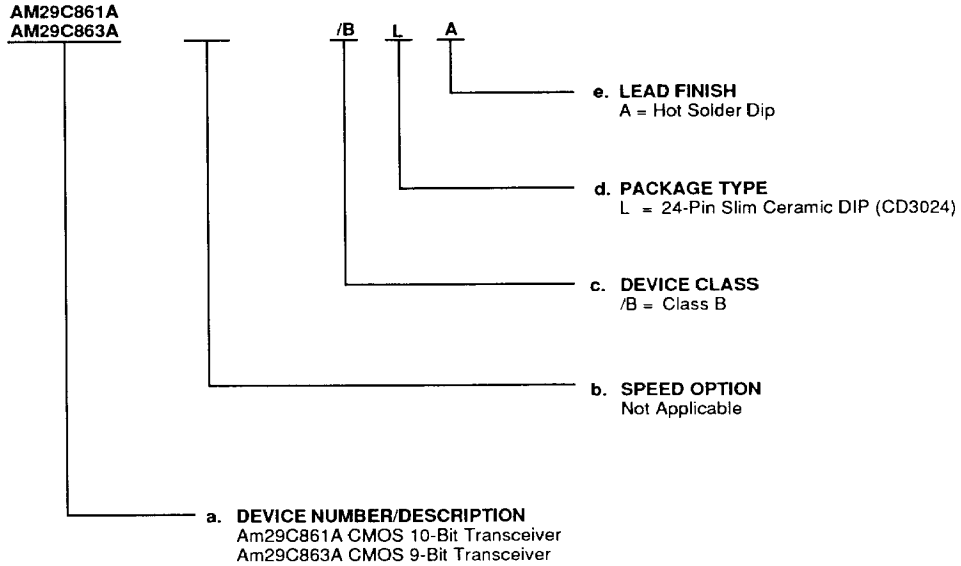 AM29C861A
AM29C863A
/B L A
e. LEAD FINISH
A = Hot Solder Dip
d. PACKAGE TYPE
L = 24-Pin Slim Ceramic DIP (CD3024)
c. DEVICE CLASS
/B = Class B
b. SPEED OPTION
Not Applicable
a. DEVICE NUMBER/DESCRIPTION
Am29C861A CMOS 10-Bit Transceiver
Am29C863A CMOS 9-Bit Transceiver